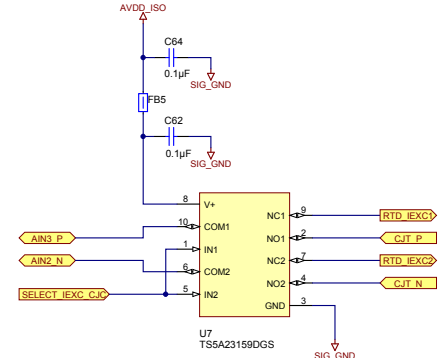 AVDD_ISO
C64
0.1µF
SIG_GND
FB5
C62
0.1µF
SIG_GND
8 V+
10 COM1
1 IN1
6 COM2
5 IN2
NC1 9
NO1 2
NC2 7
NO2 4
GND 3
AIN3_P
AIN2_N
SELECT_IEXC_CJC
RTD_IEXC1
CJT_P
RTD_IEXC2
CJT_N
U7
TS5A23159DGS
SIG_GND